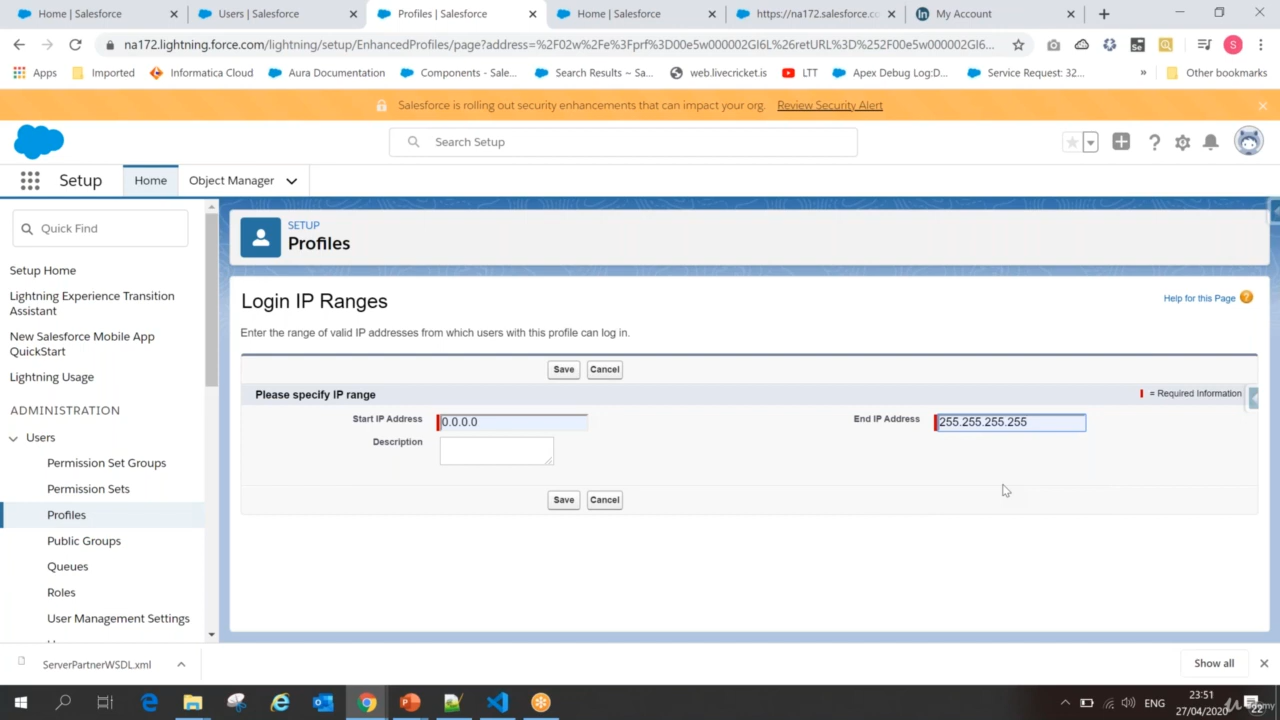 Home | Salesforce
Users | Salesforce
Profiles | Salesforce
Home | Salesforce
https://na172.salesforce.co
My Account
na172.lightning.force.com/lightning/setup/EnhancedProfiles/page?address=%2F02w%2Fe%3Fprf%3D00e5w000002GI6L%26retURL%3D%252F00e5w000002GI6...
Apps
Imported
Informatica Cloud
Aura Documentation
Components - Sale...
Search Results ~ Sa...
web.livecricket.is
LTT
Apex Debug Log:D...
Service Request: 32...
»
Other bookmarks
Salesforce is rolling out security enhancements that can impact your org. Review Security Alert
Search Setup
Setup
Home
Object Manager
Quick Find
Setup Home
Lightning Experience Transition
Assistant
New Salesforce Mobile App
QuickStart
Lightning Usage
ADMINISTRATION
Users
Permission Set Groups
Permission Sets
Profiles
Public Groups
Queues
Roles
User Management Settings
SETUP
Profiles
Login IP Ranges
Help for this Page
Enter the range of valid IP addresses from which users with this profile can log in.
Save Cancel
Please specify IP range
= Required Information
Start IP Address 0.0.0.0
End IP Address 255.255.255.255
Description
Save Cancel
ServerPartnerWSDL.xml
Show all
ENG
23:51
27/04/2020
22